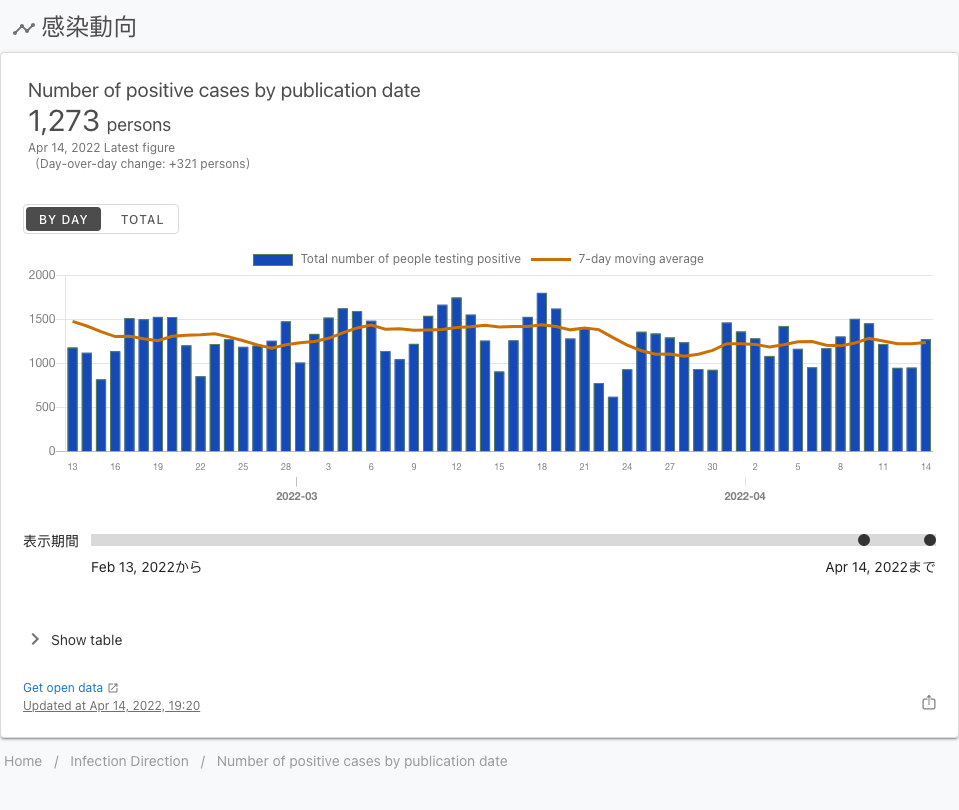 感染動向
Number of positive cases by publication date
1,273 persons
Apr 14, 2022 Latest figure
(Day-over-day change: +321 persons)
BY DAY TOTAL
Total number of people testing positive 7-day moving average
2000
1500
1000
500
0
13 16 19 22 25 28 3 6 9 12 15 18 21 24 27 30 2 5 8 11 14
2022-03 2022-04
表示期間
Feb 13, 2022から Apr 14, 2022まで
Show table
Get open data
Updated at Apr 14, 2022, 19:20
Home / Infection Direction / Number of positive cases by publication date